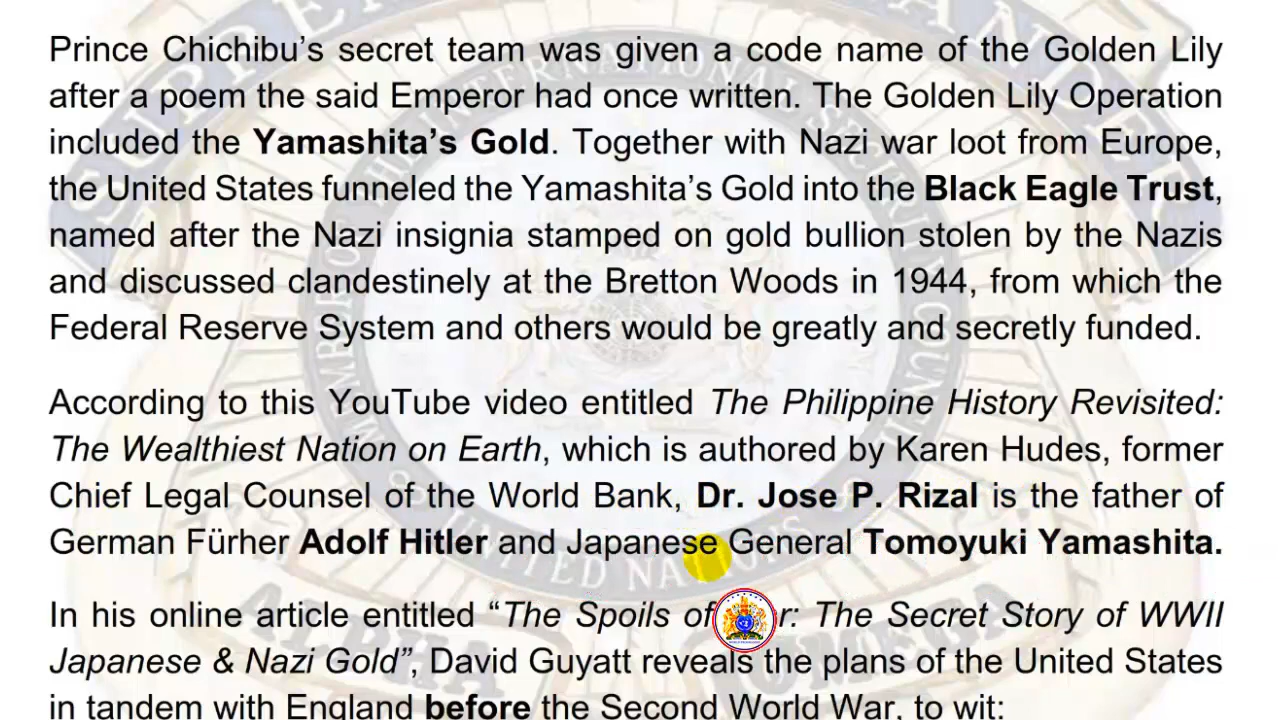 Prince Chichibu’s secret team was given a code name of the Golden Lily
after a poem the said Emperor had once written. The Golden Lily Operation
included the Yamashita’s Gold. Together with Nazi war loot from Europe,
the United States funneled the Yamashita’s Gold into the Black Eagle Trust,
named after the Nazi insignia stamped on gold bullion stolen by the Nazis
and discussed clandestinely at the Bretton Woods in 1944, from which the
Federal Reserve System and others would be greatly and secretly funded.
According to this YouTube video entitled The Philippine History Revisited:
The Wealthiest Nation on Earth, which is authored by Karen Hudes, former
Chief Legal Counsel of the World Bank, Dr. Jose P. Rizal is the father of
German Fürher Adolf Hitler and Japanese General Tomoyuki Yamashita.
In his online article entitled “The Spoils of r: The Secret Story of WWII
Japanese & Nazi Gold”, David Guyatt reveals the plans of the United States
in tandem with England before the Second World War, to wit:
UNITED NATIONS
ALPHA OMEGA